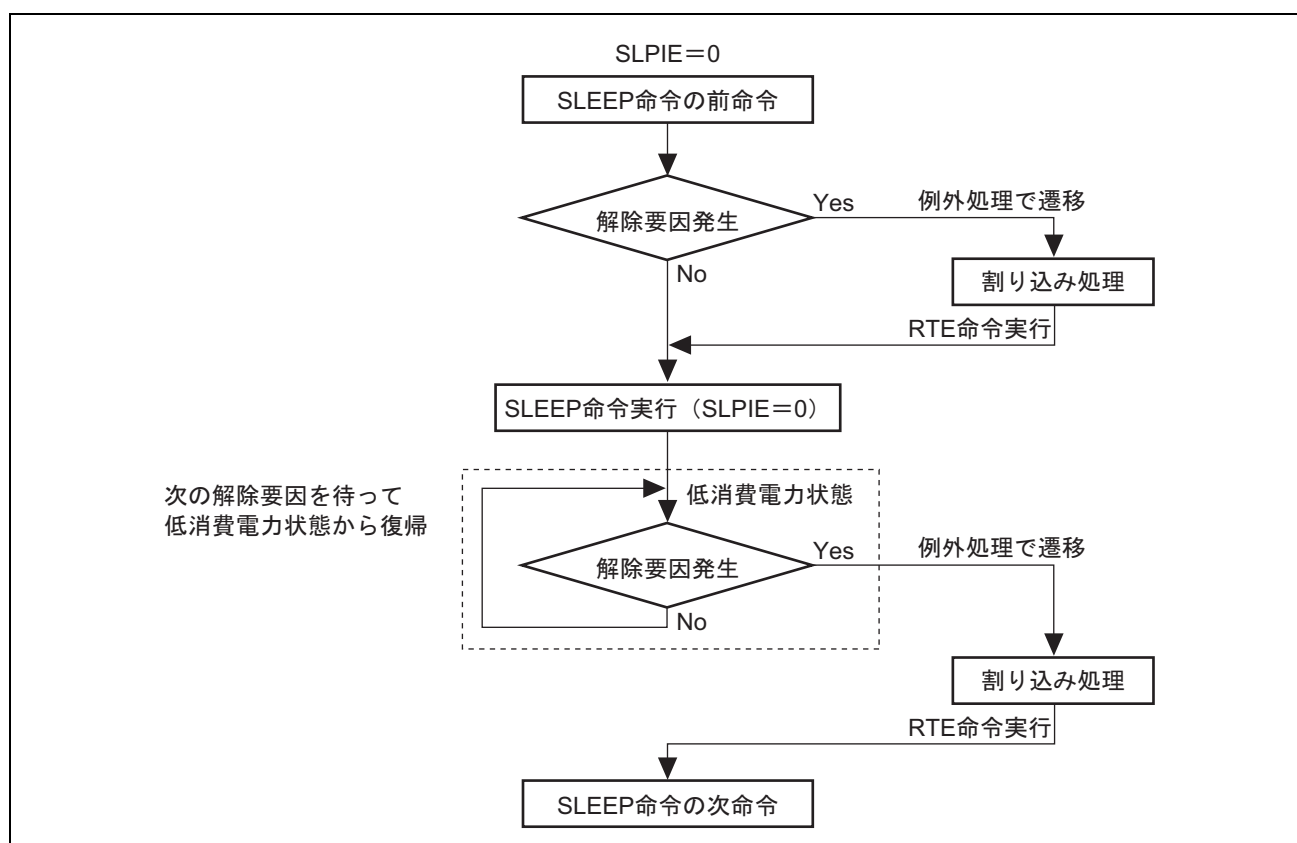 SLPIE=0
SLEEP命令の前命令
解除要因発生
Yes
例外処理で遷移
No
割り込み処理
RTE命令実行
SLEEP命令実行（SLPIE=0）
次の解除要因を待って
低消費電力状態から復帰
低消費電力状態
解除要因発生
Yes
例外処理で遷移
No
割り込み処理
RTE命令実行
SLEEP命令の次命令